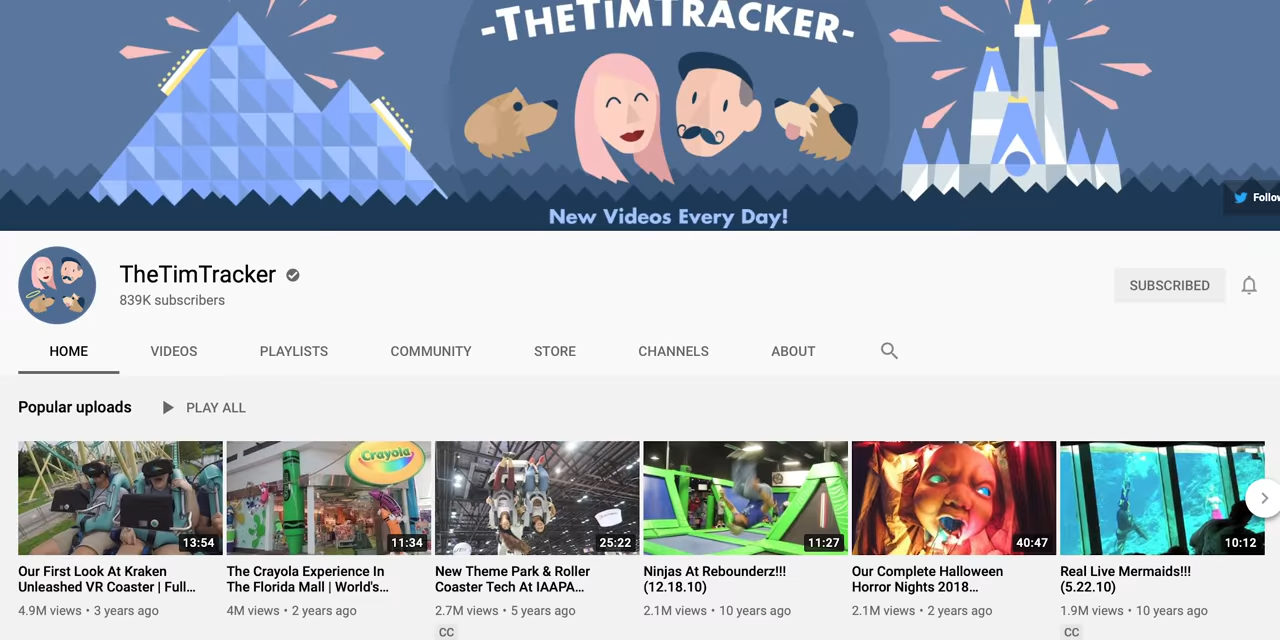 -THETIMTRACKER-
New Videos Every Day!
TheTimTracker
839K subscribers
SUBSCRIBED
HOME VIDEOS PLAYLISTS COMMUNITY STORE CHANNELS ABOUT
Popular uploads PLAY ALL
Crayola
13:54 11:34 25:22 11:27 40:47 10:12
Our First Look At Kraken
Unleashed VR Coaster | Full...
4.9M views • 3 years ago
The Crayola Experience In
The Florida Mall | World's...
4M views • 2 years ago
New Theme Park & Roller
Coaster Tech At IAAPA...
2.7M views • 5 years ago
CC
Ninjas At Rebounderz!!!
(12.18.10)
2.1M views • 10 years ago
Our Complete Halloween
Horror Nights 2018...
2.1M views • 2 years ago
Real Live Mermaids!!!
(5.22.10)
1.9M views • 10 years ago
CC